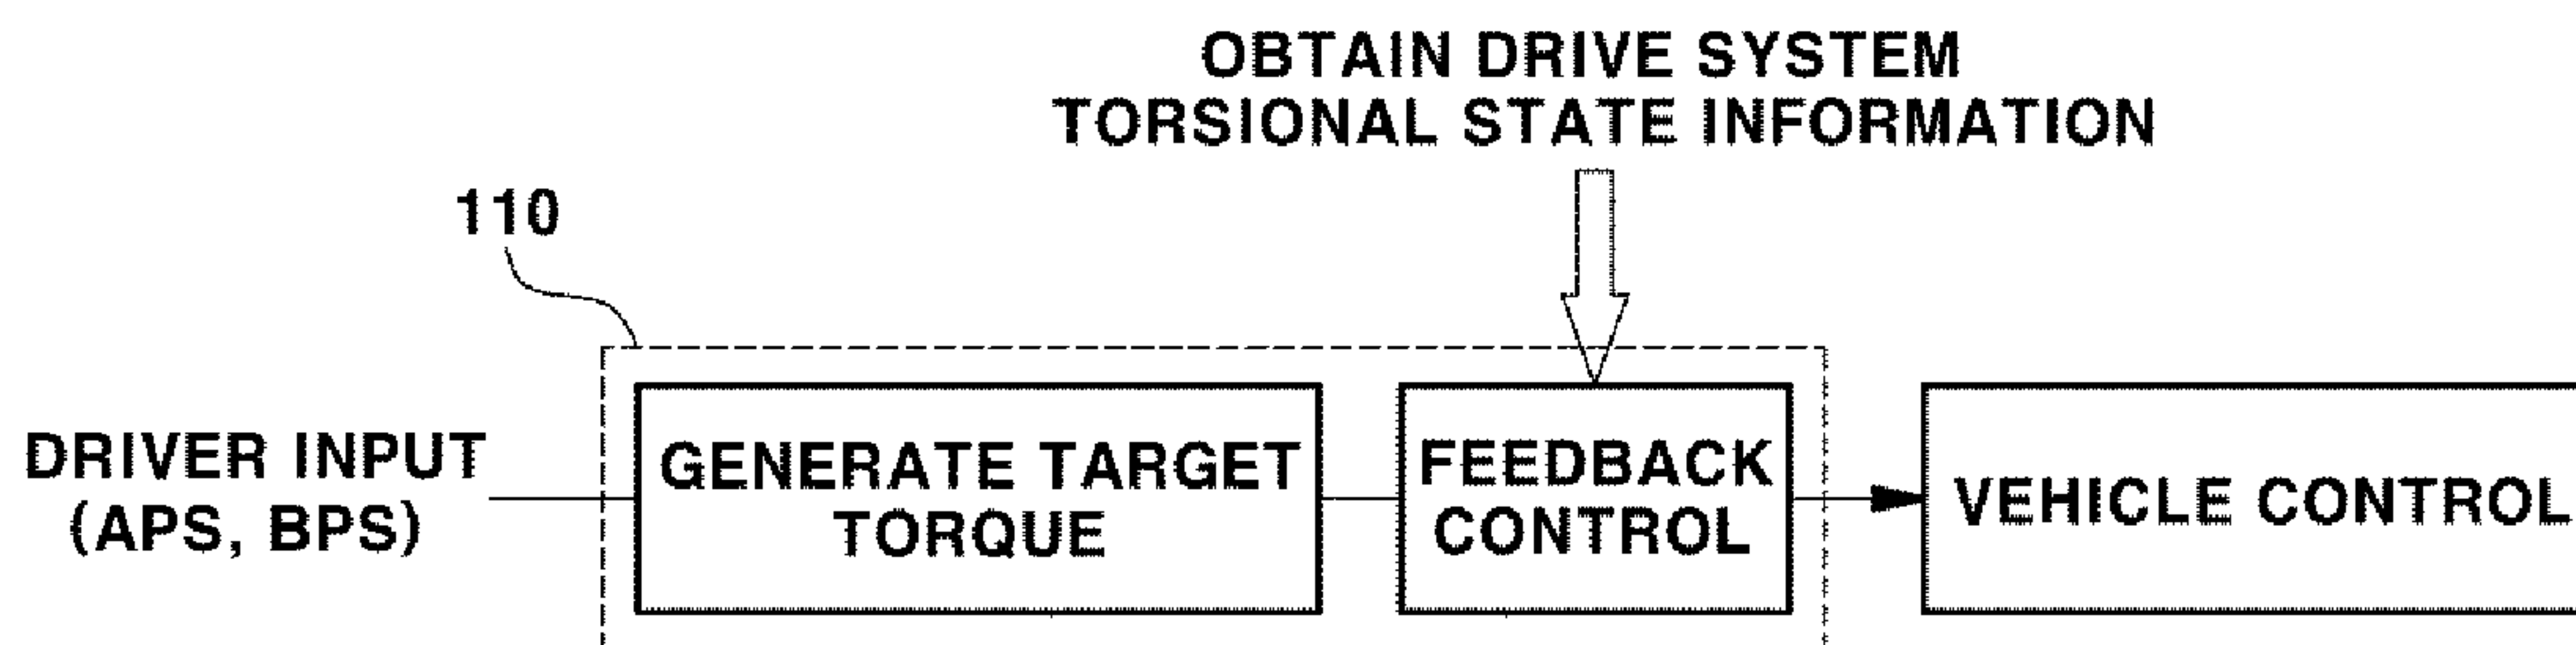 OBTAIN DRIVE SYSTEM
TORSIONAL STATE INFORMATION
110
DRIVER INPUT
(APS, BPS)
GENERATE TARGET
TORQUE
FEEDBACK
CONTROL
VEHICLE CONTROL